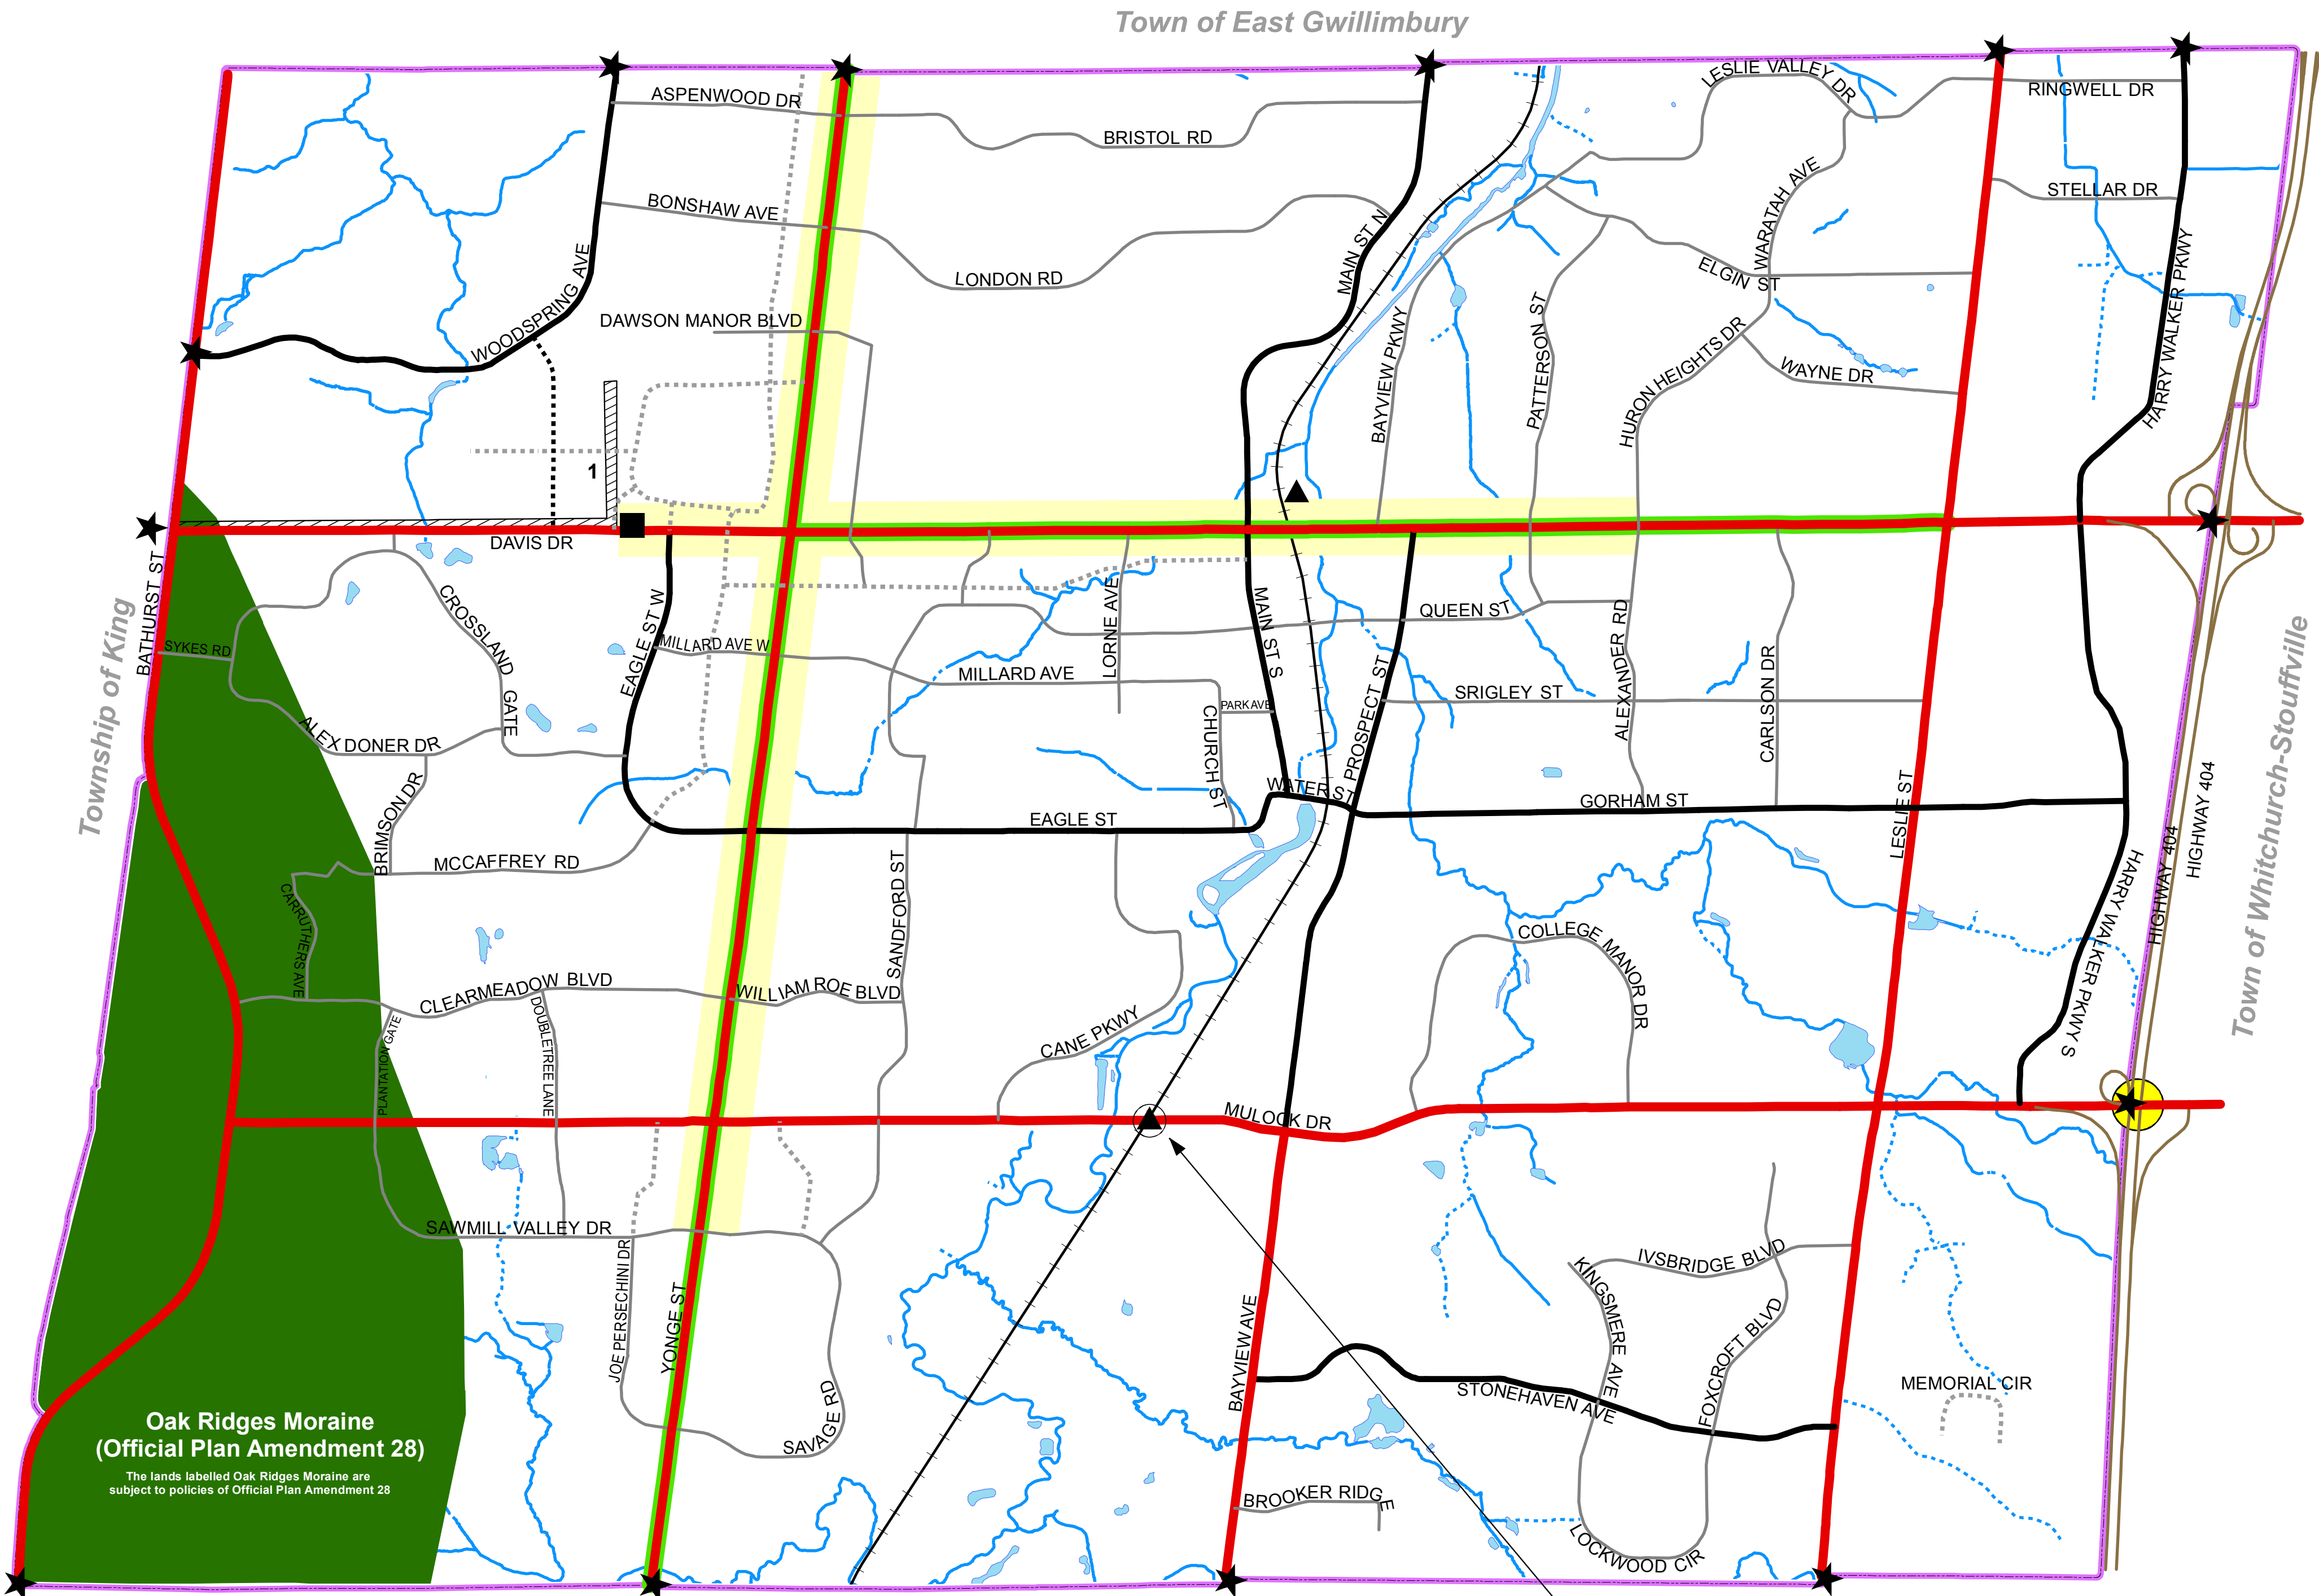 Town of East Gwillimbury
LESLIE VALLEY DR
RINGWELL DR
ASPENWOOD DR
BRISTOL RD
STELLAR DR
BONSHAW AVE
WARATAH AVE
MAIN ST N
LONDON RD
ELGIN ST
HARRY WALKER PKWY
WOODSPRING AVE
DAWSON MANOR BLVD
BAYVIEW PKWY
PATTERSON ST
HURON HEIGHTS DR
WAYNE DR
1
DAVIS DR
BATHURST ST
Township of King
CROSSLAND GATE
EAGLE ST W
MILLARD AVE W
LORNE AVE
MAIN ST S
QUEEN ST
ALEXANDER RD
SYKES RD
MILLARD AVE
PARK AVE
CHURCH ST
PROSPECT ST
SRIGLEY ST
CARLSON DR
Town of Whitchurch-Stouffville
ALEX DONER DR
BRIMSON DR
WATER ST
GORHAM ST
LESLIE ST
HIGHWAY 404
HIGHWAY 404
EAGLE ST
MCCAFFREY RD
SANDFORD ST
CARRUTHERS AVE
HARRY WALKER PKWY S
COLLEGE MANOR DR
CLEARMEADOW BLVD
WILLIAM ROE BLVD
DOUBLETREE LANE
PLANTATION GATE
CANE PKWY
MULOCK DR
SAWMILL VALLEY DR
JOE PERSECHINI DR
YONGE ST
SAVAGE RD
BAYVIEW AVE
IVSBRIDGE BLVD
KINGSMERE AVE
FOXCROFT BLVD
STONEHAVEN AVE
MEMORIAL CIR
BROOKER RIDGE
LOCKWOOD CIR
Oak Ridges Moraine
(Official Plan Amendment 28)
The lands labelled Oak Ridges Moraine are
subject to policies of Official Plan Amendment 28